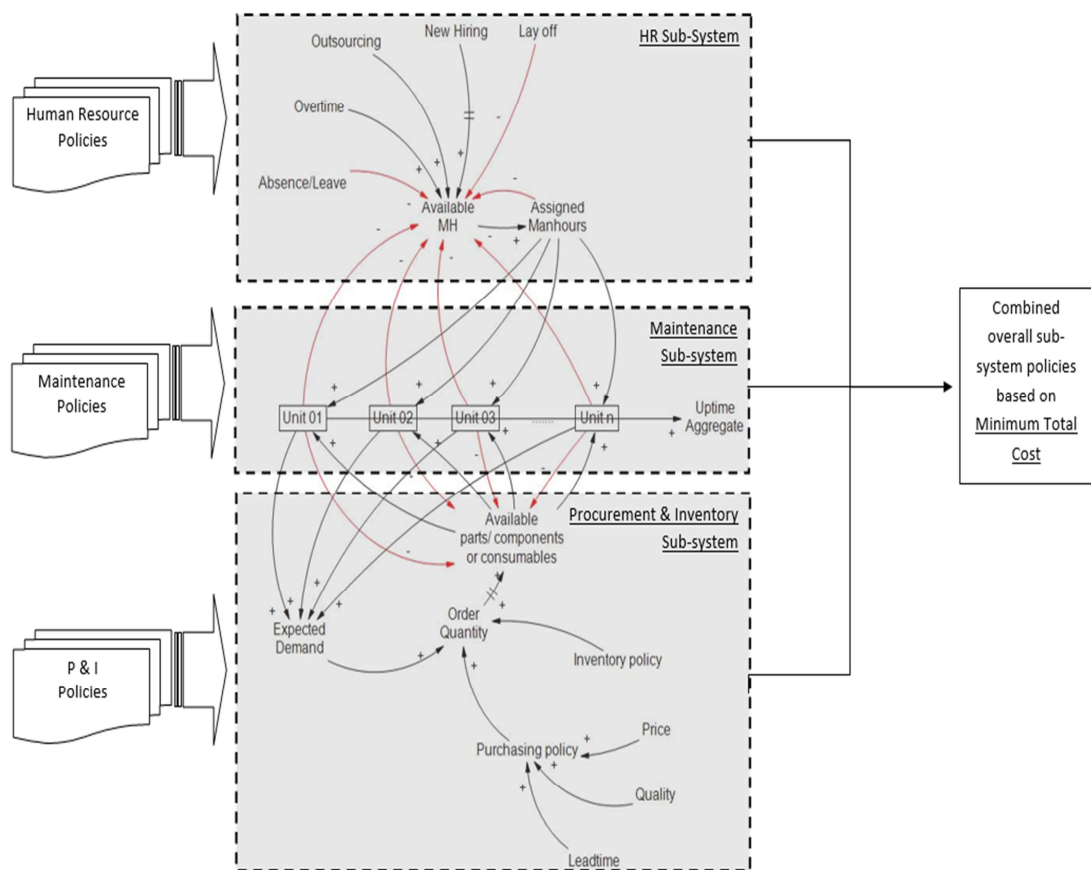 Human Resource
Policies
HR Sub-System
Outsourcing
New Hiring
Lay off
Overtime
Absence/Leave
Available
MH
Assigned
Manhours
+
+
+
-
-
-
+
-
-
-
-
-
Maintenance
Policies
Maintenance
Sub-system
+
+
+
+
Unit 01
Unit 02
Unit 03
........
Unit n
Uptime
Aggregate
+
+
+
+
+
-
-
-
-
P & I
Policies
Procurement & Inventory
Sub-system
Available
parts/ components
or consumables
+
+
+
+
+
+
Expected
Demand
Order
Quantity
+
+
Inventory policy
Purchasing policy
+
+
+
Price
Quality
Leadtime
Combined
overall sub-
system policies
based on
Minimum Total
Cost